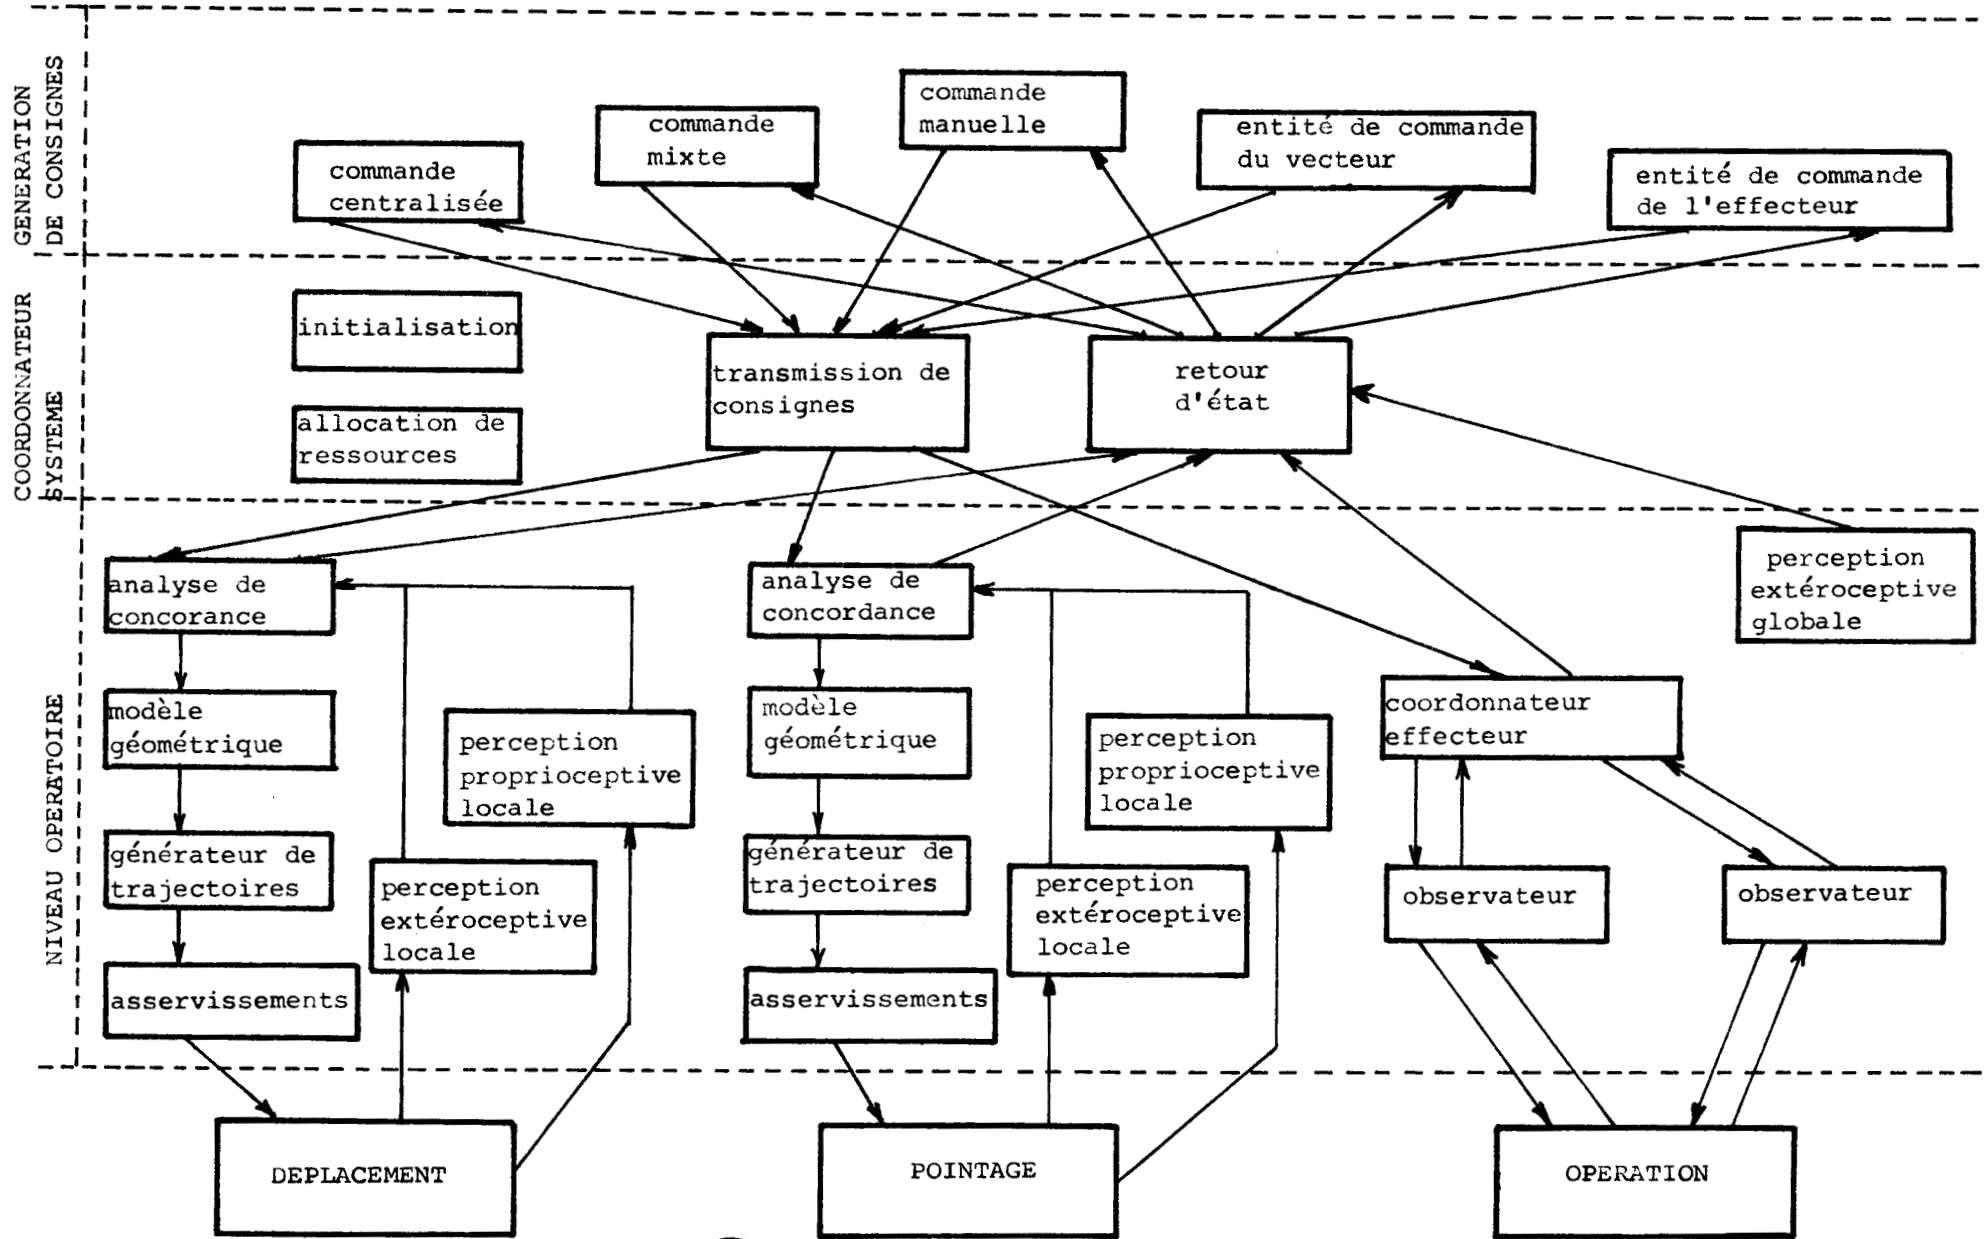 GENERATION
DE CONSIGNES
commande
centralisée
commande
mixte
commande
manuelle
entité de commande
du vecteur
entité de commande
de l'effecteur
COORDONNATEUR
SYSTEME
initialisation
allocation de
ressources
transmission de
consignes
retour
d'état
NIVEAU OPERATOIRE
analyse de
concorance
modèle
géométrique
générateur de
trajectoires
asservissements
perception
proprioceptive
locale
perception
extéroceptive
locale
analyse de
concordance
modèle
géométrique
générateur de
trajectoires
asservissements
perception
proprioceptive
locale
perception
extéroceptive
locale
perception
extéroceptive
globale
coordonnateur
effecteur
observateur
observateur
DEPLACEMENT
POINTAGE
OPERATION